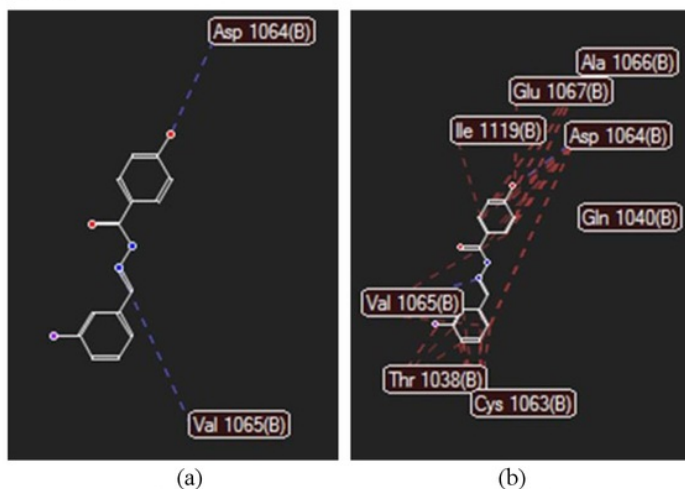 Asp 1064(B)
Val 1065(B)
(a)
Ala 1066(B)
Glu 1067(B)
Ile 1119(B)
Asp 1064(B)
Gln 1040(B)
Val 1065(B)
Thr 1038(B)
Cys 1063(B)
(b)